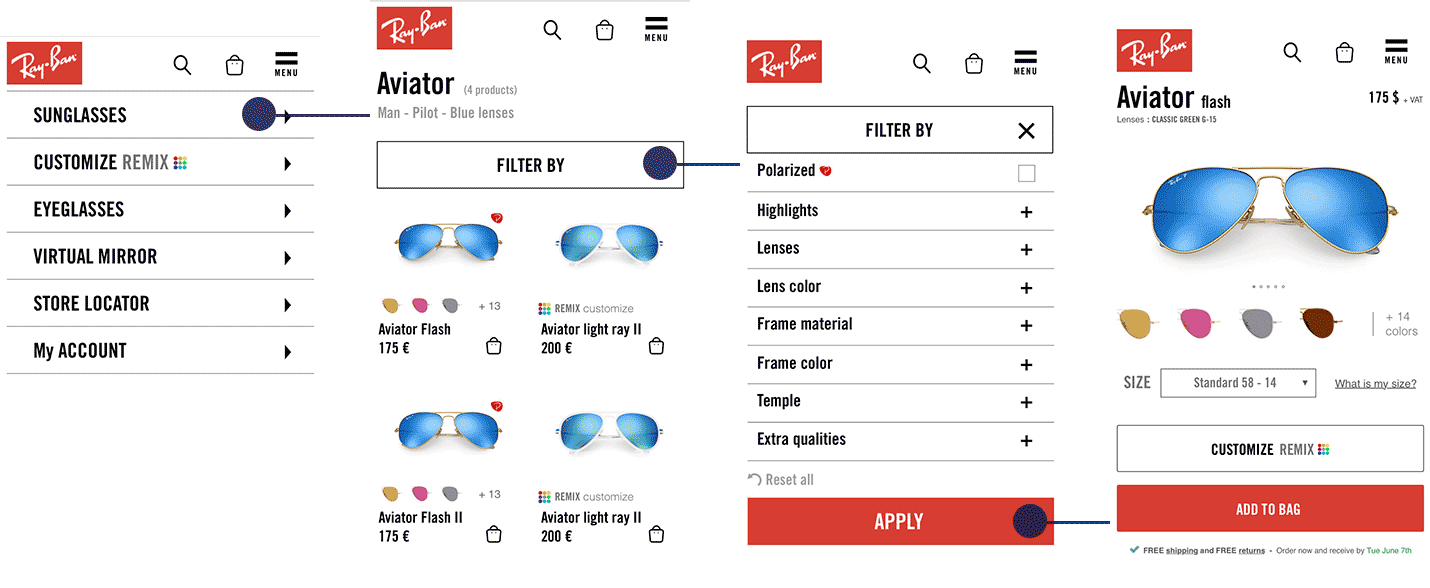 Ray-Ban
MENU
SUNGLASSES
CUSTOMIZE REMIX
EYEGLASSES
VIRTUAL MIRROR
STORE LOCATOR
My ACCOUNT
Ray-Ban
MENU
Aviator (4 products)
Man - Pilot - Blue lenses
FILTER BY
+ 13
REMIX customize
Aviator Flash
175 €
Aviator light ray II
200 €
+ 13
REMIX customize
Aviator Flash II
175 €
Aviator light ray II
200 €
Ray-Ban
MENU
FILTER BY
Polarized
Highlights +
Lenses +
Lens color +
Frame material +
Frame color +
Temple +
Extra qualities +
Reset all
APPLY
Ray-Ban
MENU
Aviator flash 175 $ + VAT
Lenses : CLASSIC GREEN G-15
+ 14
colors
SIZE Standard 58 - 14 What is my size?
CUSTOMIZE REMIX
ADD TO BAG
FREE shipping and FREE returns • Order now and receive by Tue June 7th